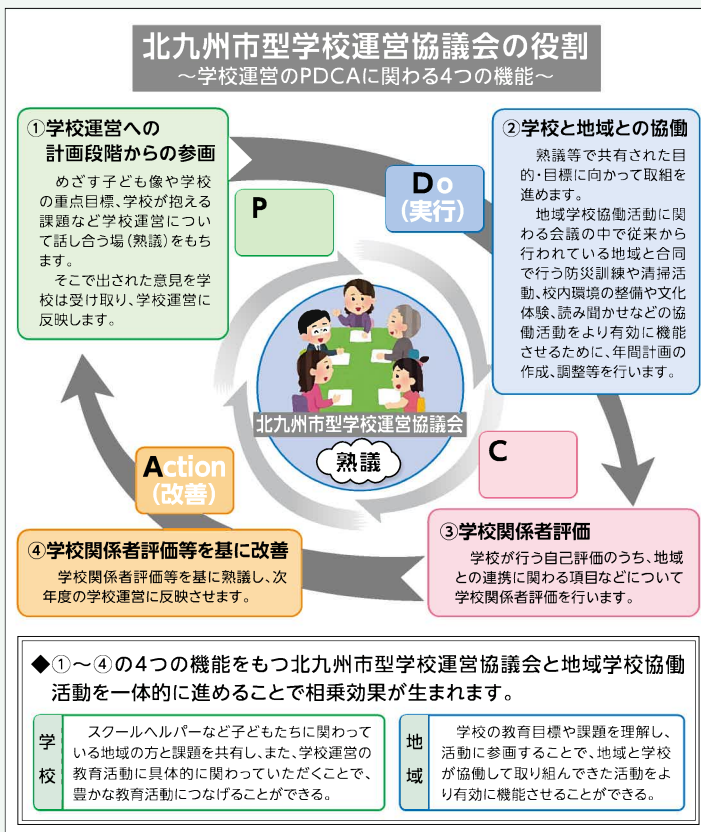 北九州市型学校運営協議会の役割
～学校運営のPDCAに関わる4つの機能～
①学校運営への
計画段階からの参画
めざす子ども像や学校
の重点目標、学校が抱える
課題など学校運営につい
て話し合う場(熟議)をもち
ます。
そこで出された意見を学
校は受け取り、学校運営に
反映します。
P
Do
(実行)
②学校と地域との協働
熟議等で共有された目
的・目標に向かって取組を
進めます。
地域学校協働活動に関
わる会議の中で従来から
行われている地域と合同
で行う防災訓練や清掃活
動、校内環境の整備や文化
体験、読み聞かせなどの協
働活動をより有効に機能
させるために、年間計画の
作成、調整等を行います。
北九州市型学校運営協議会
熟議
C
③学校関係者評価
学校が行う自己評価のうち、地域
との連携に関わる項目などについて
学校関係者評価を行います。
Action
(改善)
④学校関係者評価等を基に改善
学校関係者評価等を基に熟議し、次
年度の学校運営に反映させます。
◆①～④の4つの機能をもつ北九州市型学校運営協議会と地域学校協働
活動を一体的に進めることで相乗効果が生まれます。
学校
スクールヘルパーなど子どもたちに関わって
いる地域の方と課題を共有し、また、学校運営の
教育活動に具体的に関わっていただくことで、
豊かな教育活動につなげることができる。
地域
学校の教育目標や課題を理解し、
活動に参画することで、地域と学校
が協働して取り組んできた活動をよ
り有効に機能させることができる。